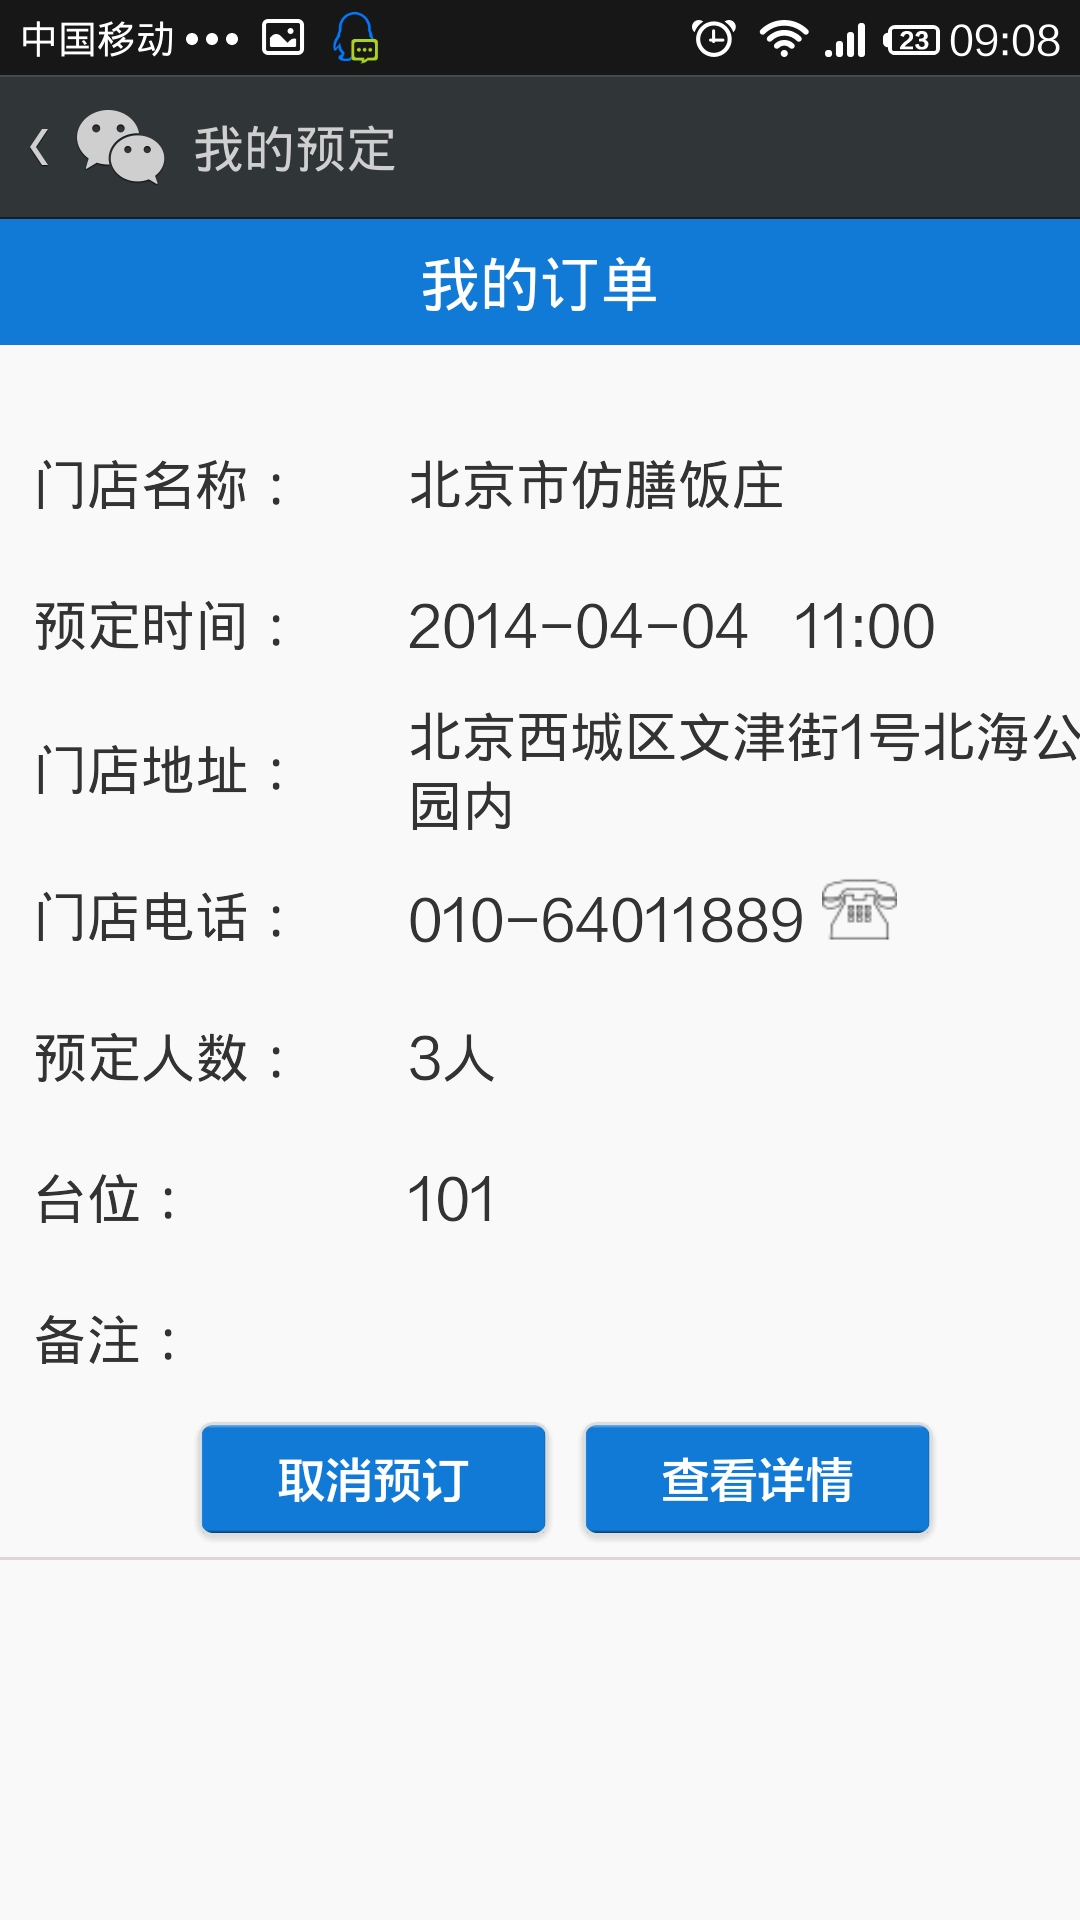 中国移动 ••• 23 09:08
我的预定
我的订单
门店名称： 北京市仿膳饭庄
预定时间： 2014-04-04 11:00
门店地址： 北京西城区文津街1号北海公
园内
门店电话： 010-64011889
预定人数： 3人
台位： 101
备注：
取消预订 查看详情